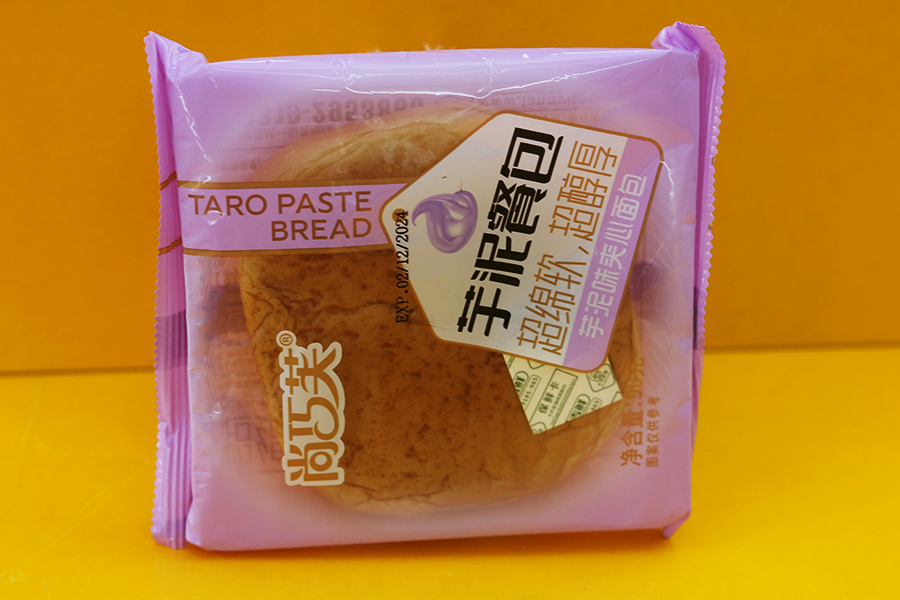 TARO PASTE
BREAD
EXP.02/12/2024
芋泥餐包
超绵软,超醇厚
芋泥味夹心面包
尚巧芙®
保鲜卡
净含量:90
图案仅供参考